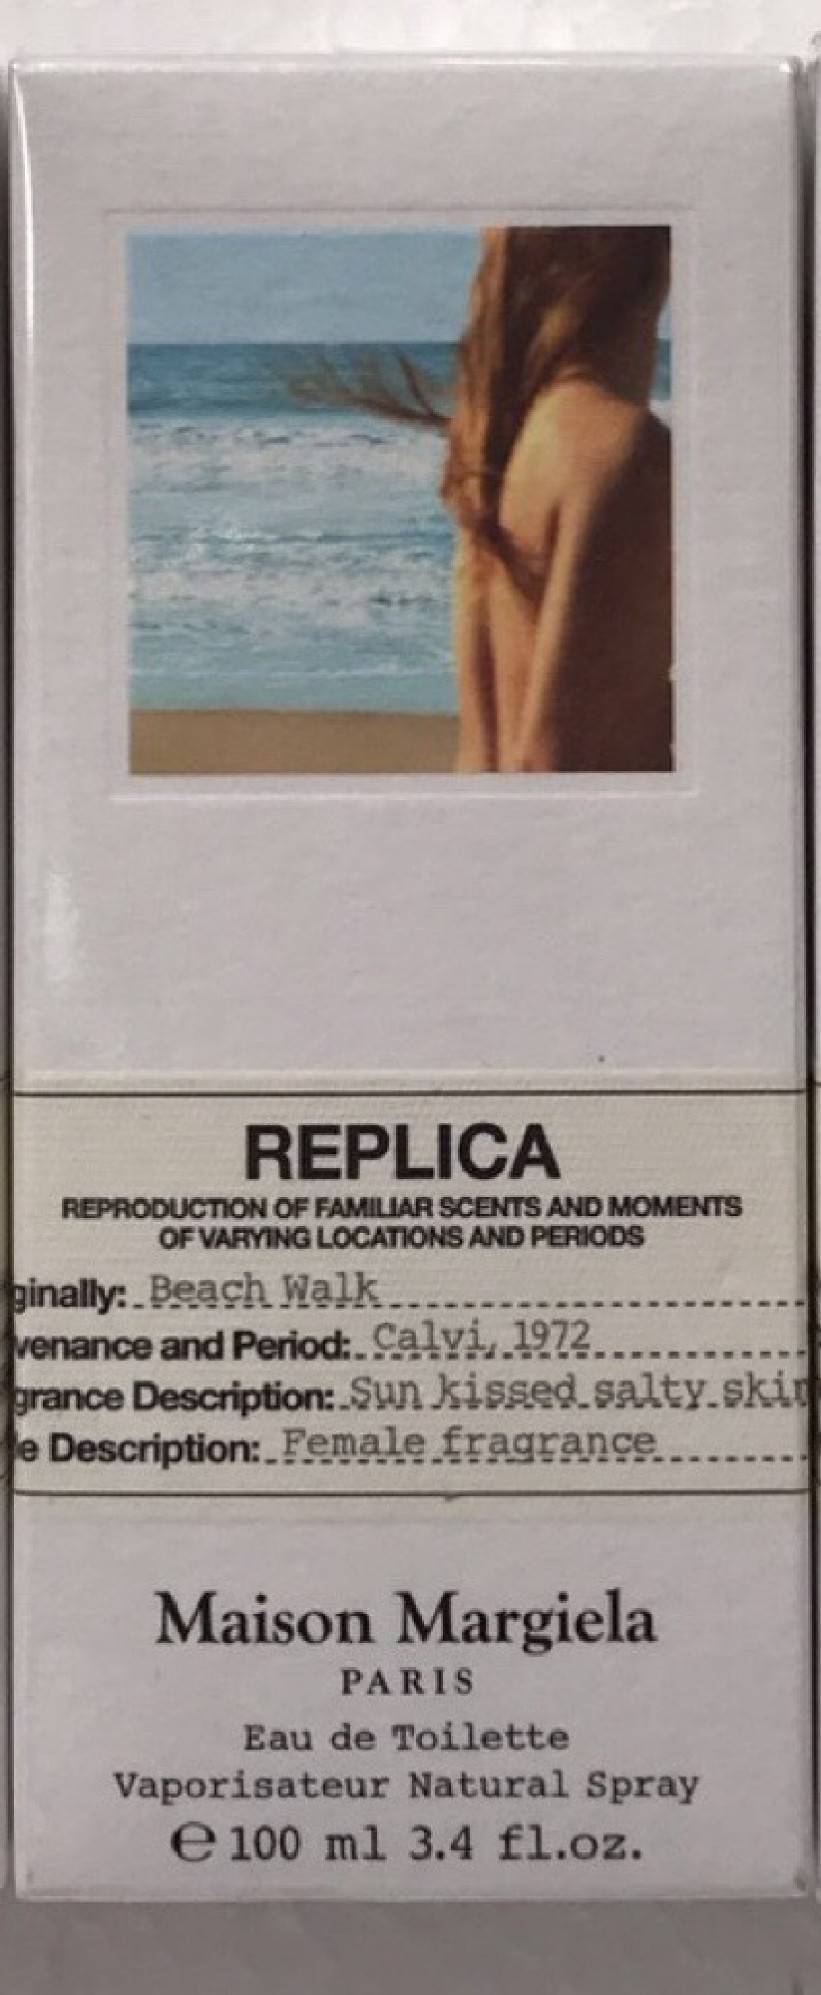 REPLICA
REPRODUCTION OF FAMILIAR SCENTS AND MOMENTS
OF VARYING LOCATIONS AND PERIODS
ginally: Beach Walk
venance and Period: Calvi, 1972
grance Description: Sun kissed salty skin
e Description: Female fragrance
Maison Margiela
PARIS
Eau de Toilette
Vaporisateur Natural Spray
℮ 100 ml 3.4 fl.oz.